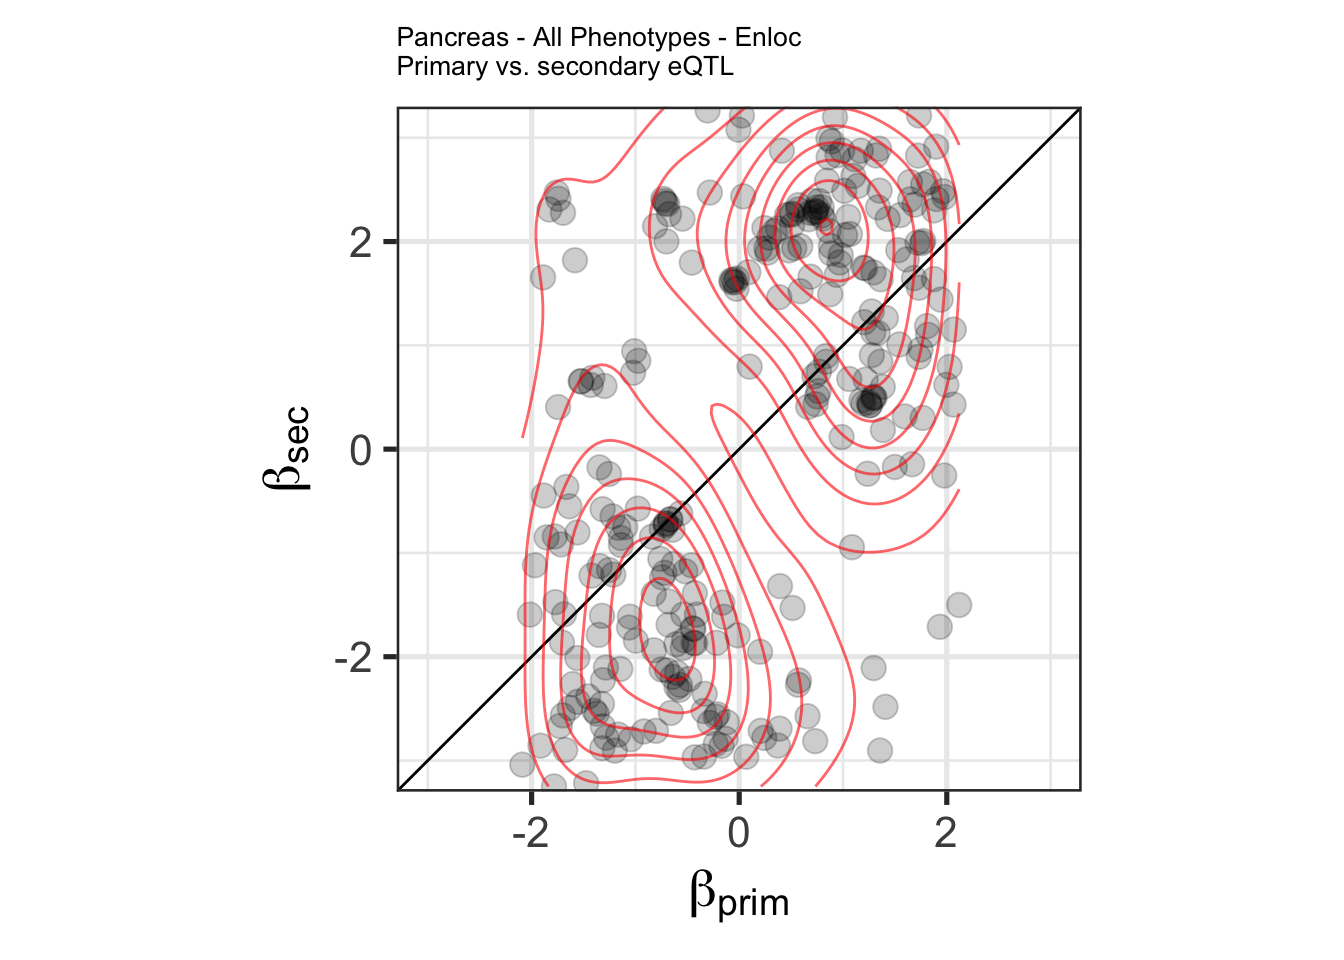 Pancreas - All Phenotypes - Enloc
Primary vs. secondary eQTL
2
0
-2
βsec
-2 0 2
βprim